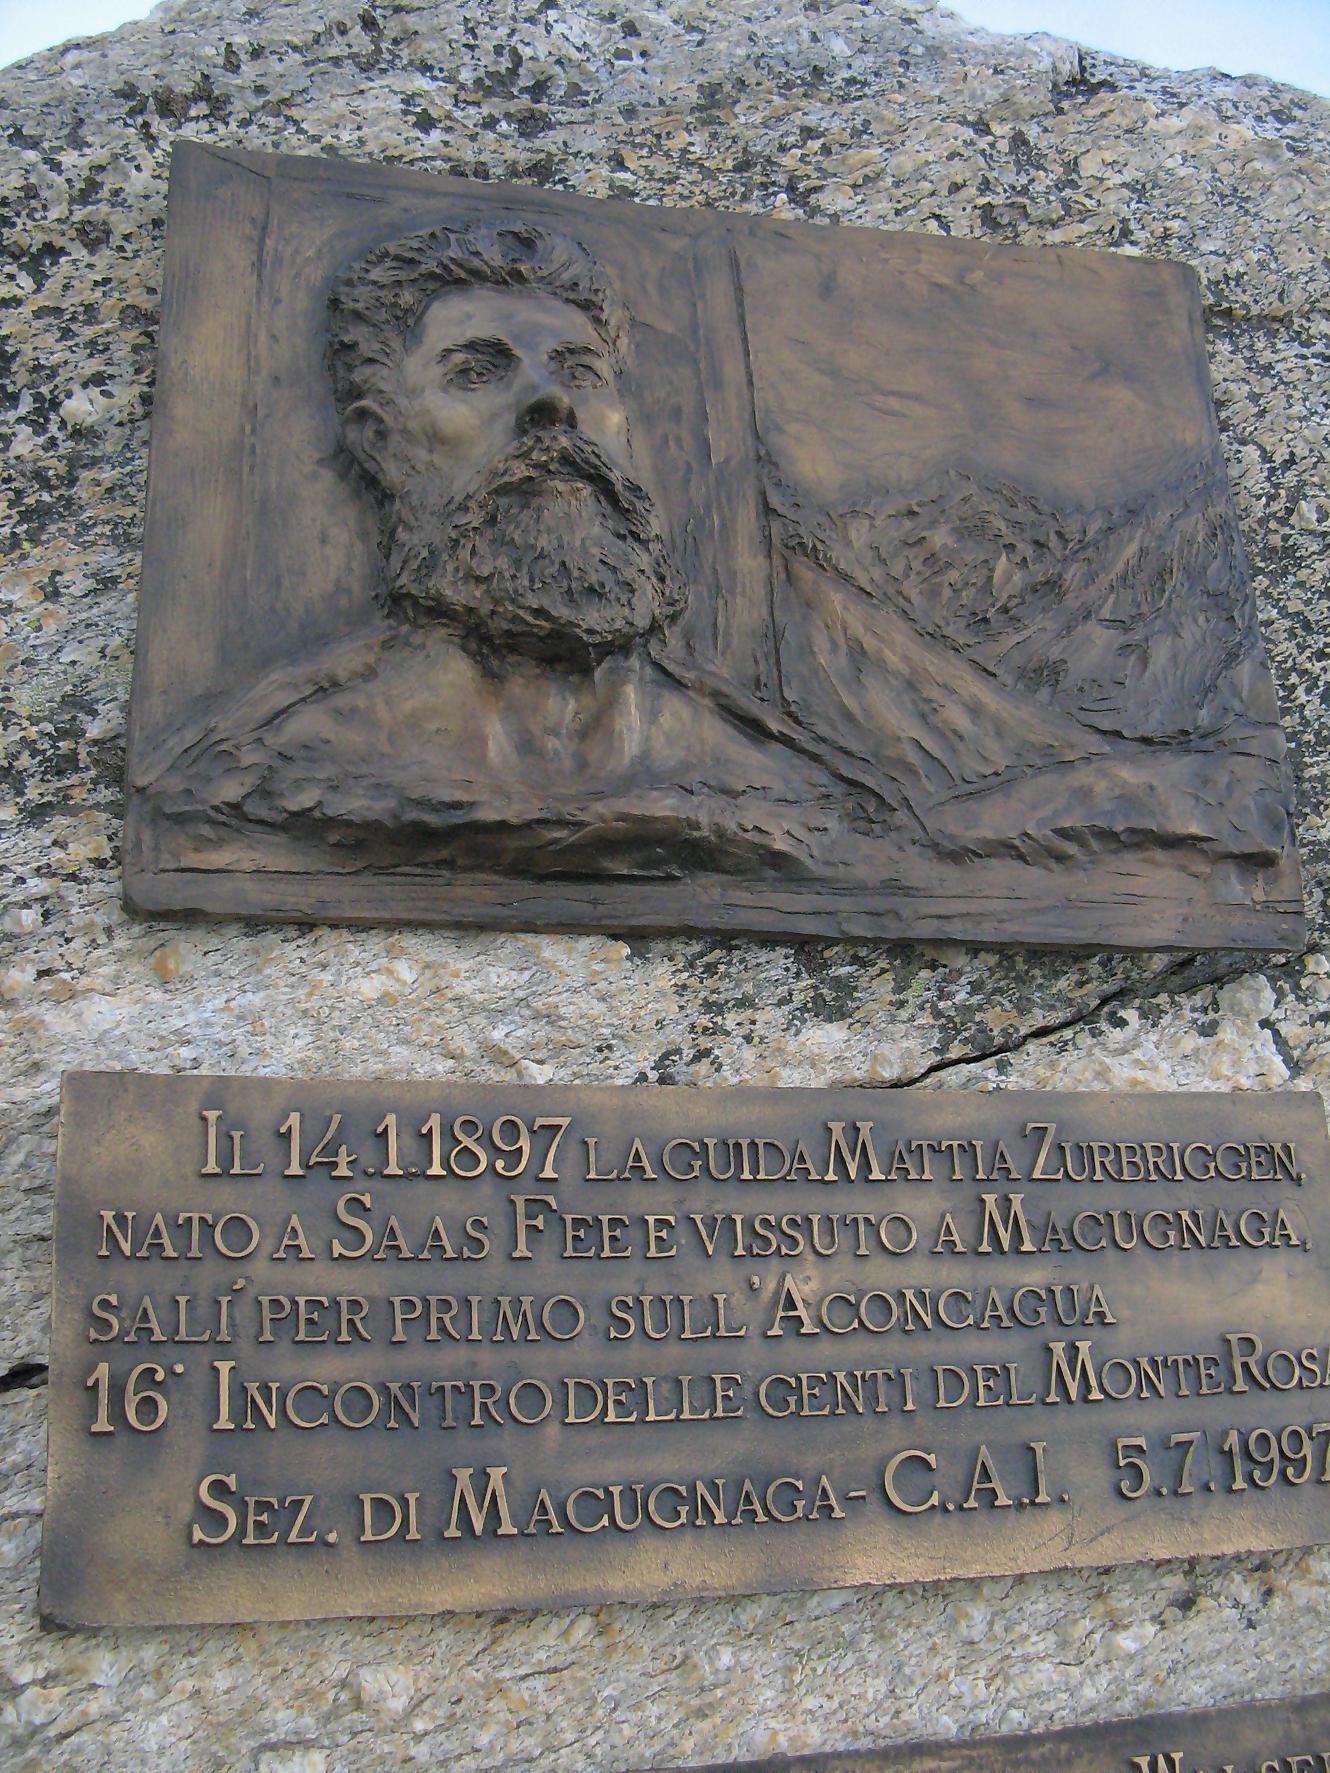 IL 14.1.1897 LA GUIDA MATTIA ZURBRIGGEN,
NATO A SAAS FEE E VISSUTO A MACUGNAGA,
SALÍ PER PRIMO SULL'ACONCAGUA
16° INCONTRO DELLE GENTI DEL MONTE ROSA
SEZ. DI MACUGNAGA - C.A.I. 5.7.1997